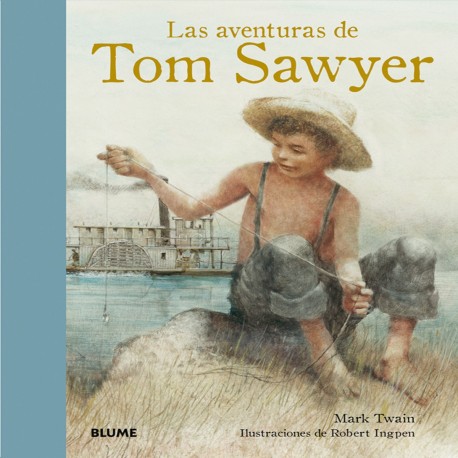 Las aventuras de
Tom Sawyer
Mark Twain
Ilustraciones de Robert Ingpen
BLUME